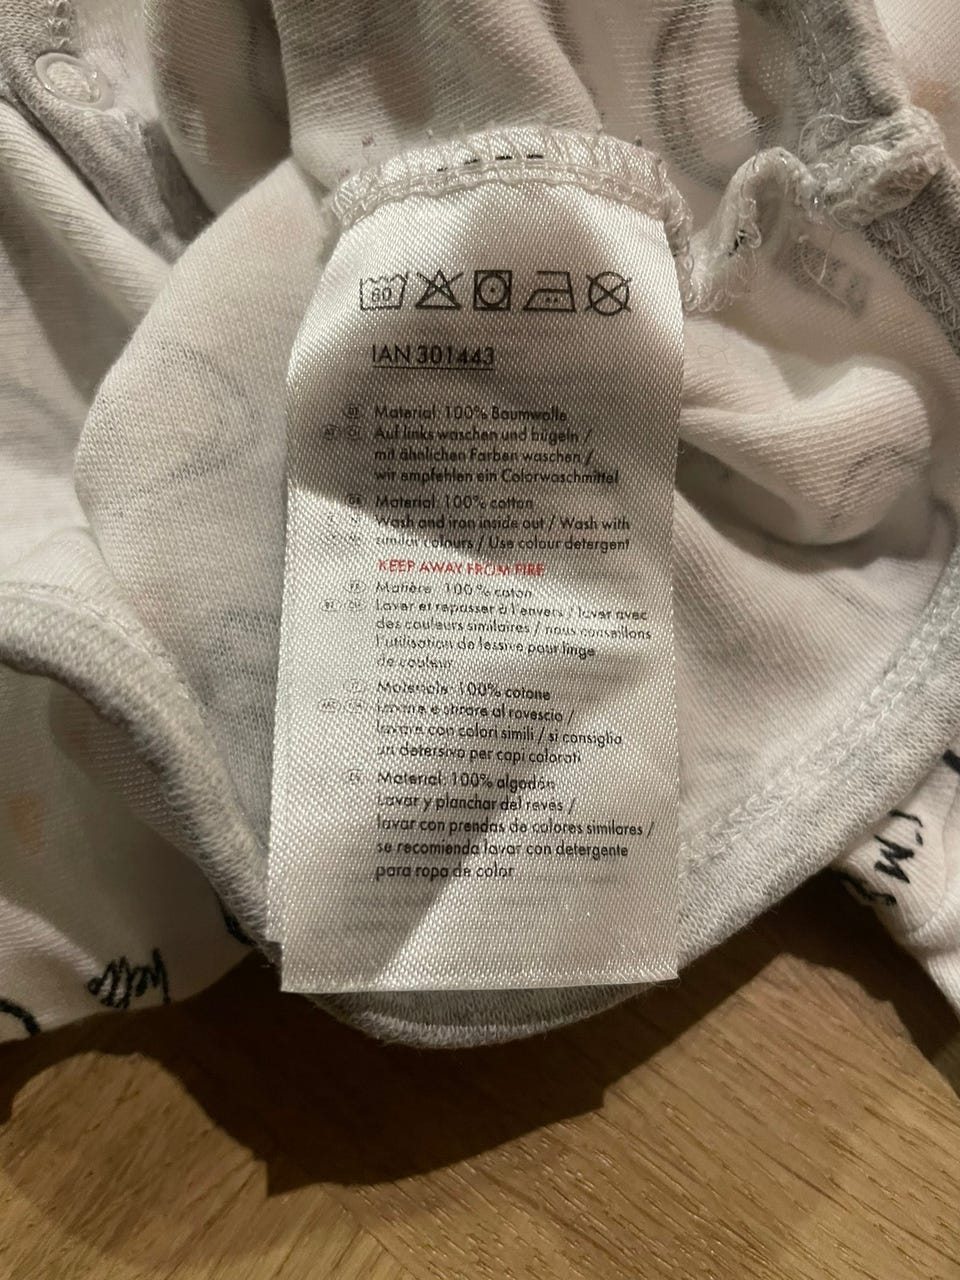 60
IAN 301443
Material: 100% Baumwolle
Auf links waschen und bügeln /
mit ähnlichen Farben waschen /
wir empfehlen ein Colorwaschmittel
Material: 100% cotton
Wash and iron inside out / Wash with
similar colours / Use colour detergent
KEEP AWAY FROM FIRE
Matière: 100 % coton
Laver et repasser à l'envers / laver avec
des couleurs similaires / nous conseillons
l'utilisation de lessive pour linge
de couleur
Materiale: 100% cotone
Lavare e stirare al rovescio /
lavare con colori simili / si consiglia
un detersivo per capi colorati
Material: 100% algodón
Lavar y planchar del revés /
lavar con prendas de colores similares /
se recomienda lavar con detergente
para ropa de color
I'M
hello